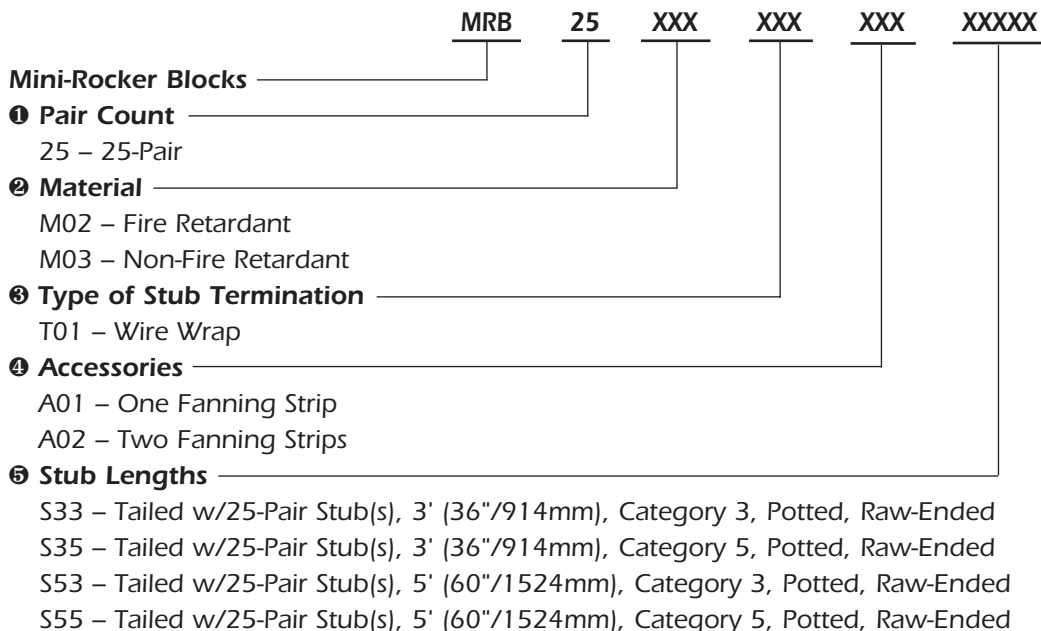 MRB 25 XXX XXX XXX XXXXX
Mini-Rocker Blocks
❶ Pair Count
25 – 25-Pair
❷ Material
M02 – Fire Retardant
M03 – Non-Fire Retardant
❸ Type of Stub Termination
T01 – Wire Wrap
❹ Accessories
A01 – One Fanning Strip
A02 – Two Fanning Strips
❺ Stub Lengths
S33 – Tailed w/25-Pair Stub(s), 3' (36"/914mm), Category 3, Potted, Raw-Ended
S35 – Tailed w/25-Pair Stub(s), 3' (36"/914mm), Category 5, Potted, Raw-Ended
S53 – Tailed w/25-Pair Stub(s), 5' (60"/1524mm), Category 3, Potted, Raw-Ended
S55 – Tailed w/25-Pair Stub(s), 5' (60"/1524mm), Category 5, Potted, Raw-Ended